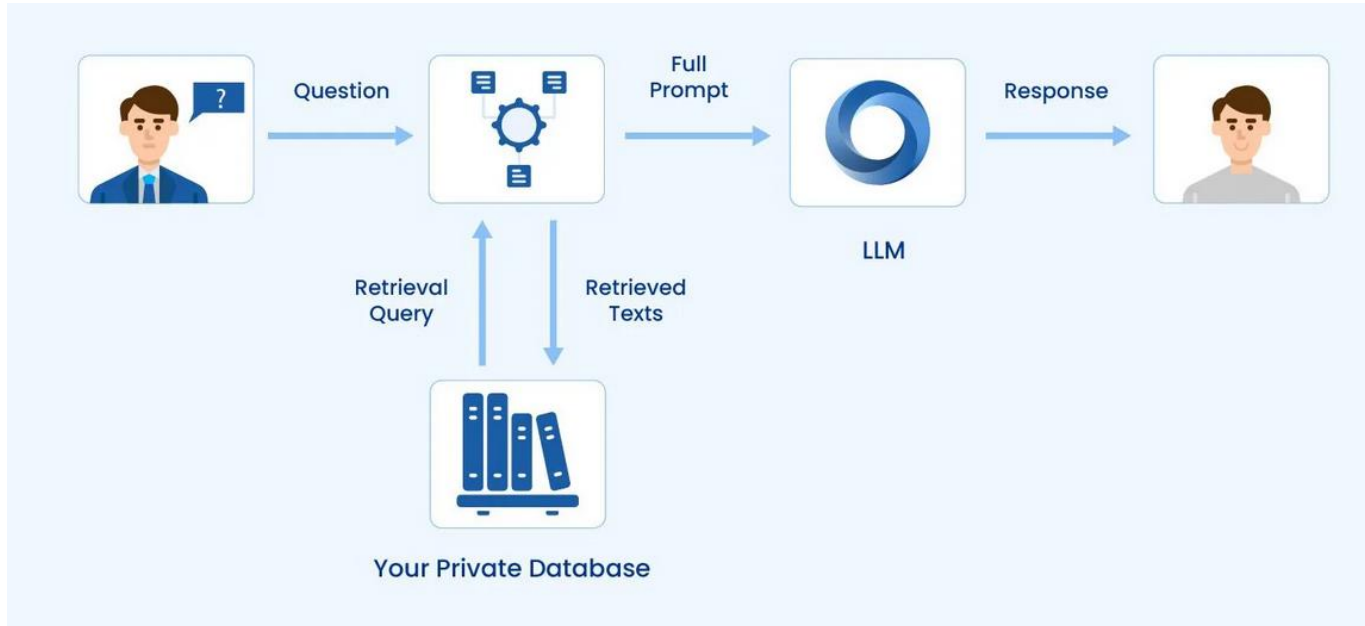 Question
?
Full
Prompt
Response
LLM
Retrieval
Query
Retrieved
Texts
Your Private Database